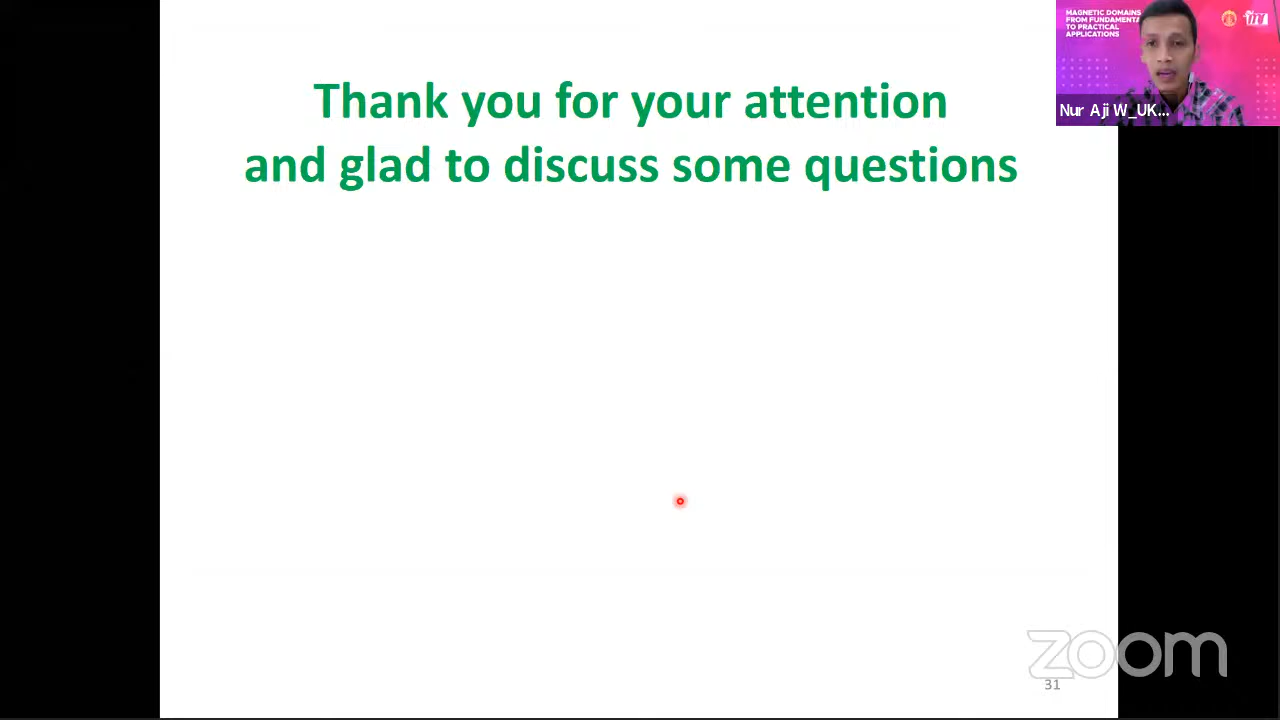 Thank you for your attention
and glad to discuss some questions
MAGNETIC DOMAINS
FROM FUNDAMENTA
TO PRACTICAL
APPLICATIONS
Nur Aji W_UK...
zoom
31